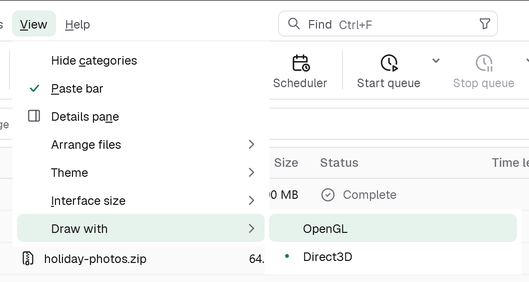 View Help
Find Ctrl+F
Hide categories
Paste bar
Details pane
Arrange files
Theme
Interface size
Draw with
OpenGL
Direct3D
Scheduler Start queue Stop queue
Size Status Time le
0 MB Complete
holiday-photos.zip 64.